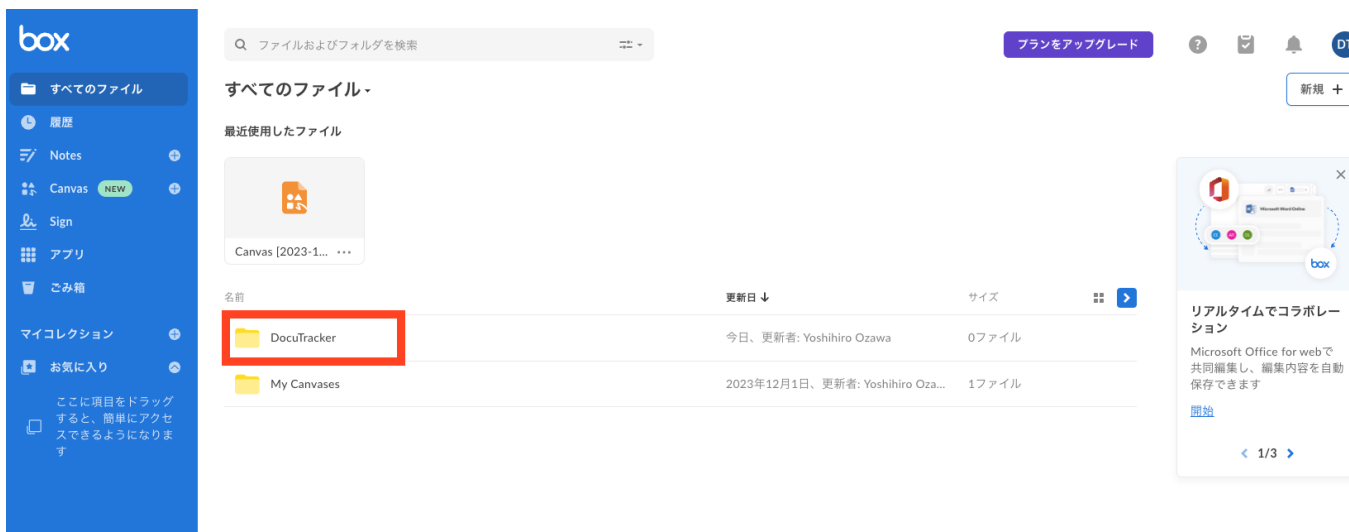 box
すべてのファイル
履歴
Notes
Canvas NEW
Sign
アプリ
ごみ箱
マイコレクション
お気に入り
ここに項目をドラッグ
すると、簡単にアクセ
スできるようになりま
す
ファイルおよびフォルダを検索
プランをアップグレード
?
DT
すべてのファイル
新規 +
最近使用したファイル
Canvas [2023-1... ...
名前 更新日 ↓ サイズ
DocuTracker 今日、更新者: Yoshihiro Ozawa 0ファイル
My Canvases 2023年12月1日、更新者: Yoshihiro Oza... 1ファイル
Microsoft Word Online
box
リアルタイムでコラボレー
ション
Microsoft Office for webで
共同編集し、編集内容を自動
保存できます
開始
1/3